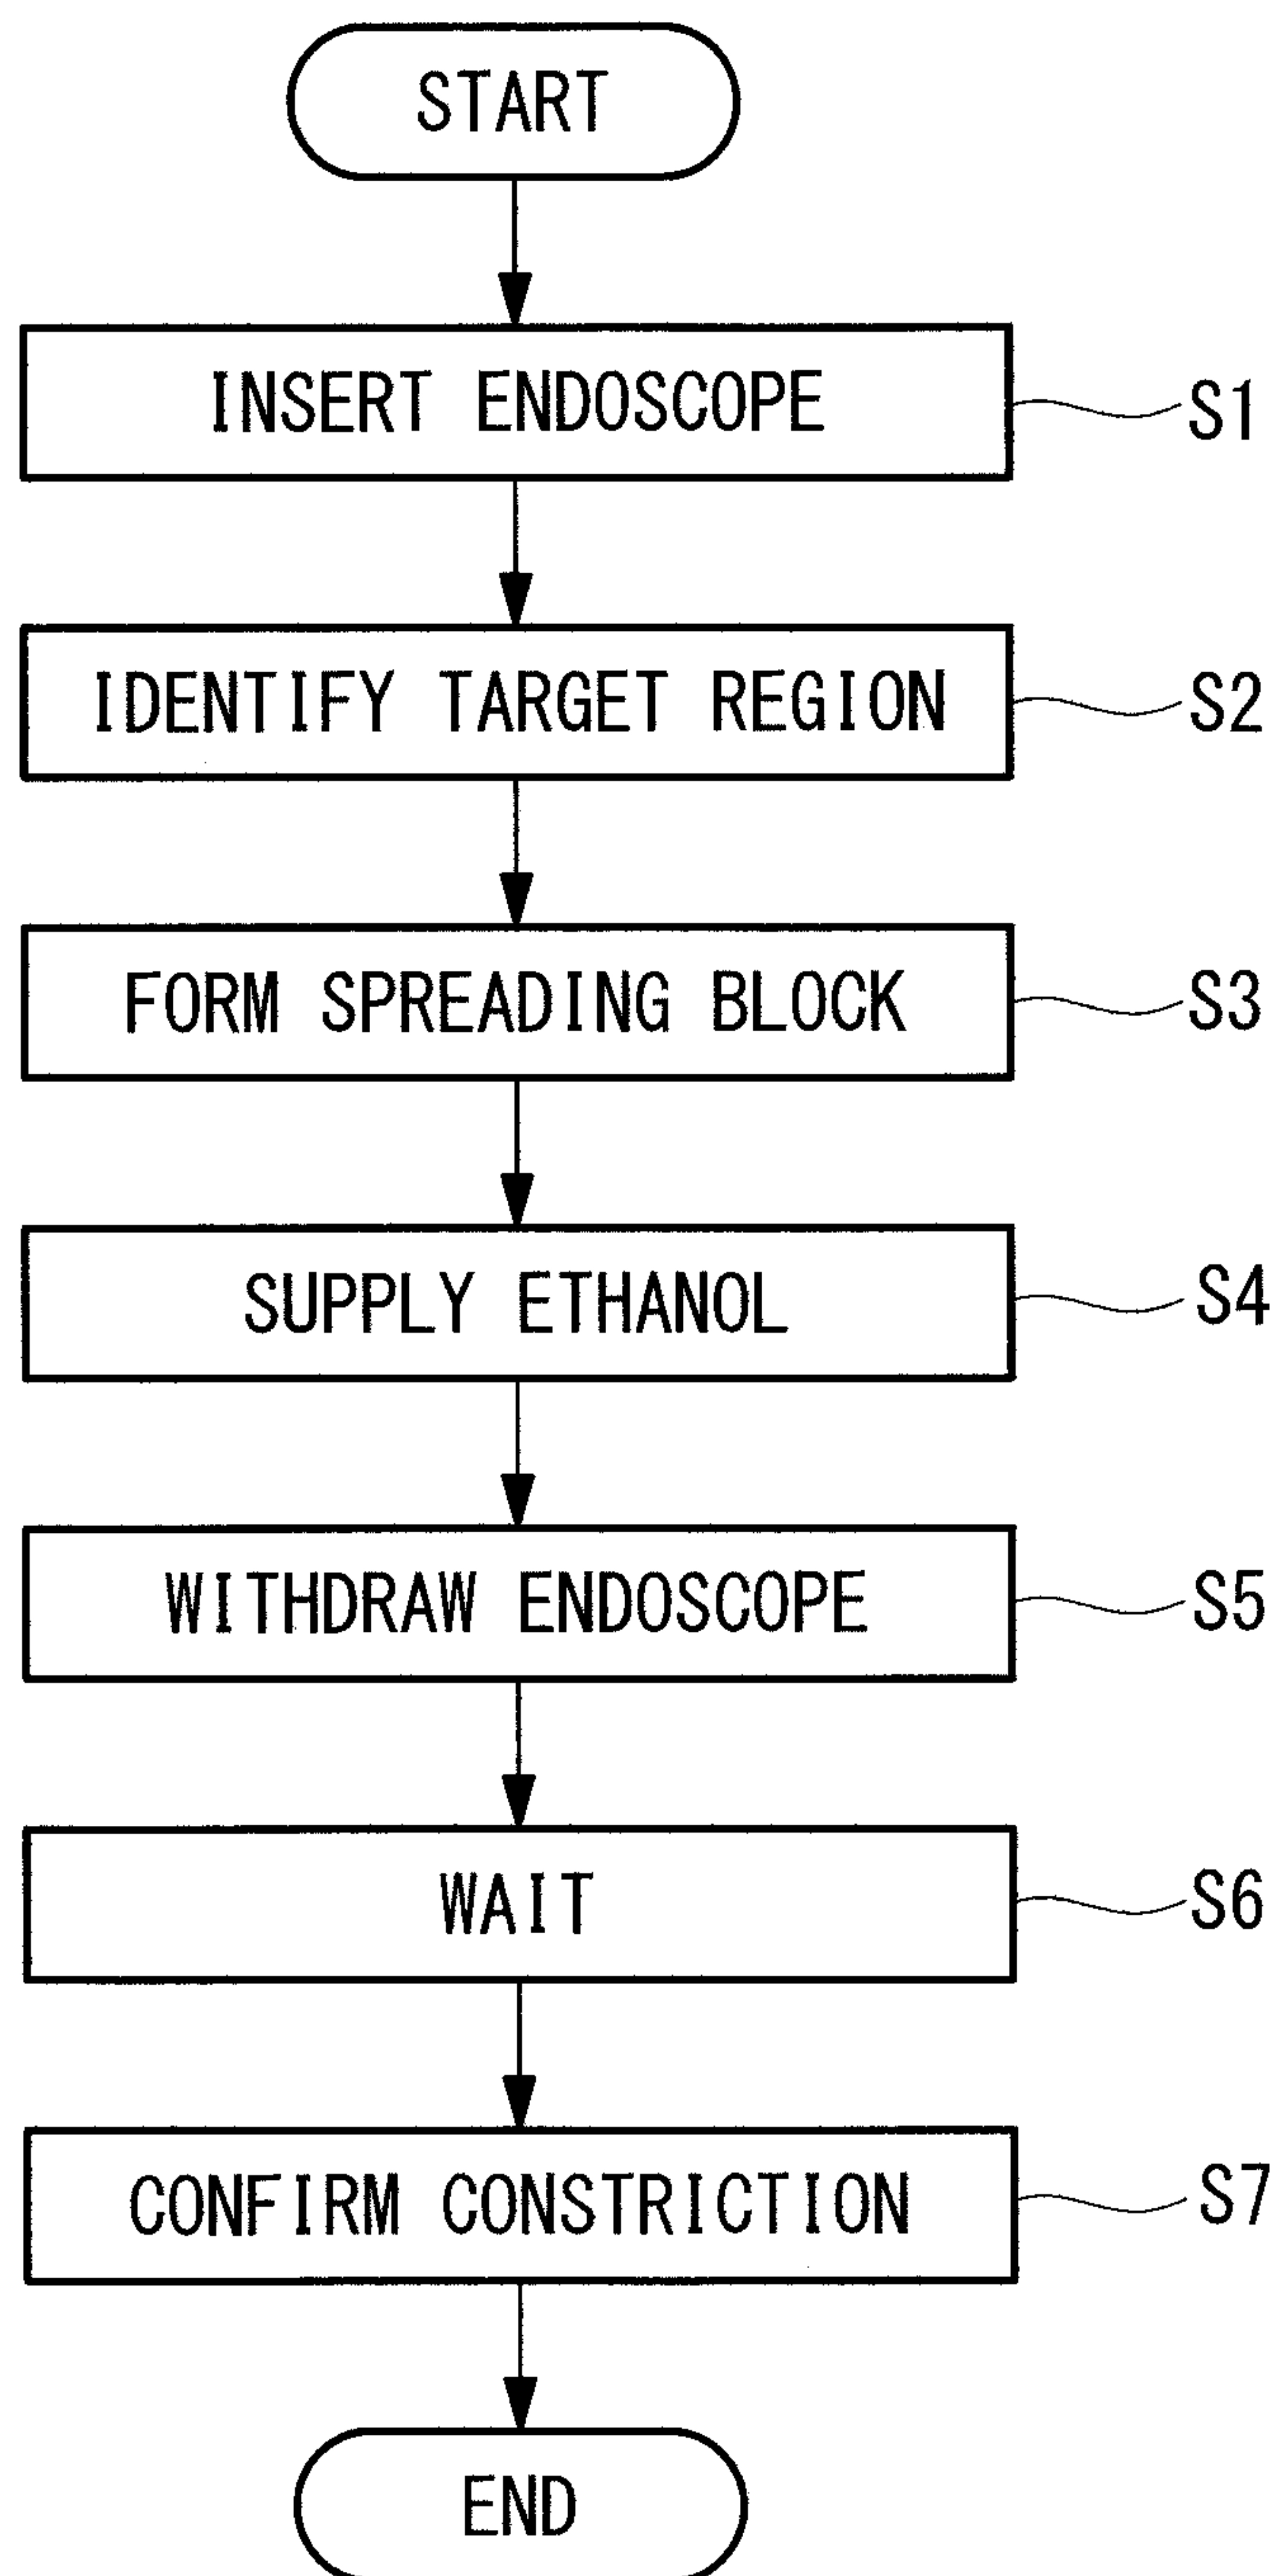 START
INSERT ENDOSCOPE S1
IDENTIFY TARGET REGION S2
FORM SPREADING BLOCK S3
SUPPLY ETHANOL S4
WITHDRAW ENDOSCOPE S5
WAIT S6
CONFIRM CONSTRICTION S7
END